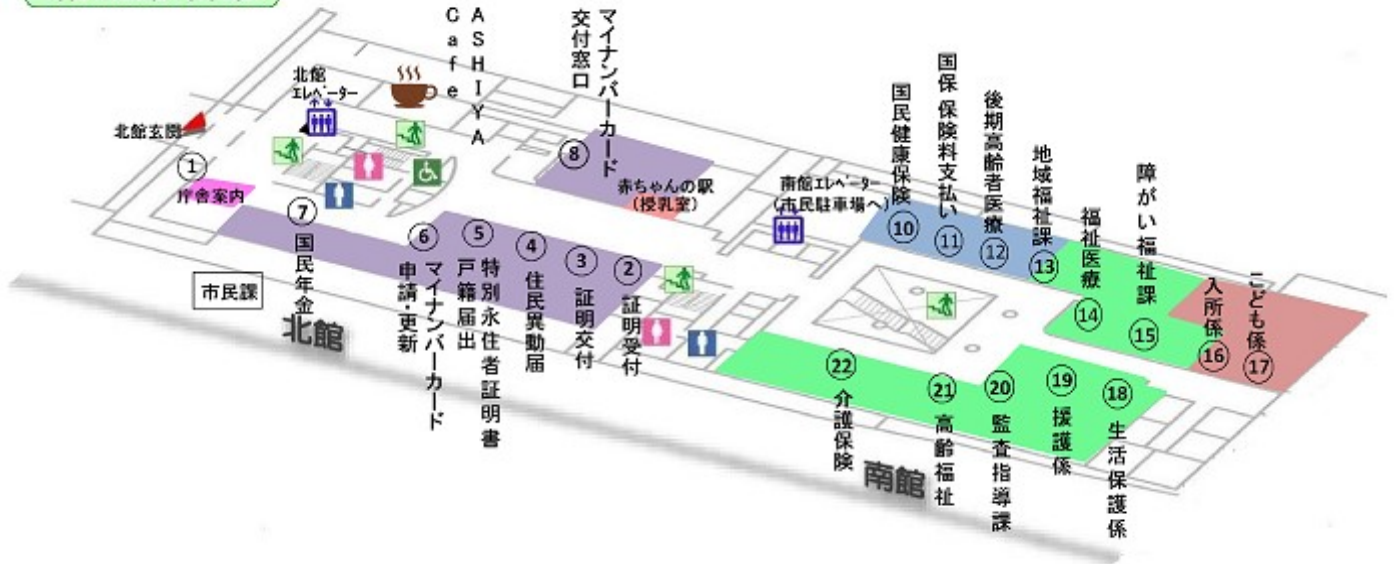 ASHIYA
Cafe
マイナンバーカード
交付窓口
北館
エレベーター
北館玄関
①
庁舎案内
⑧
赤ちゃんの駅
(授乳室)
南館エレベーター
(市民駐車場へ)
国民健康保険
⑩
国保 保険料支払い
⑪
後期高齢者医療
⑫
地域福祉課
⑬
福祉医療
⑭
障がい福祉課
⑮
入所係
⑯
こども係
⑰
⑦
国民年金
⑥
マイナンバーカード
申請・更新
⑤
特別永住者証明書
戸籍届出
④
住民異動届
③
証明交付
②
証明受付
市民課
北館
㉒
介護保険
㉑
高齢福祉
⑳
監査指導課
⑲
援護係
⑱
生活保護係
南館